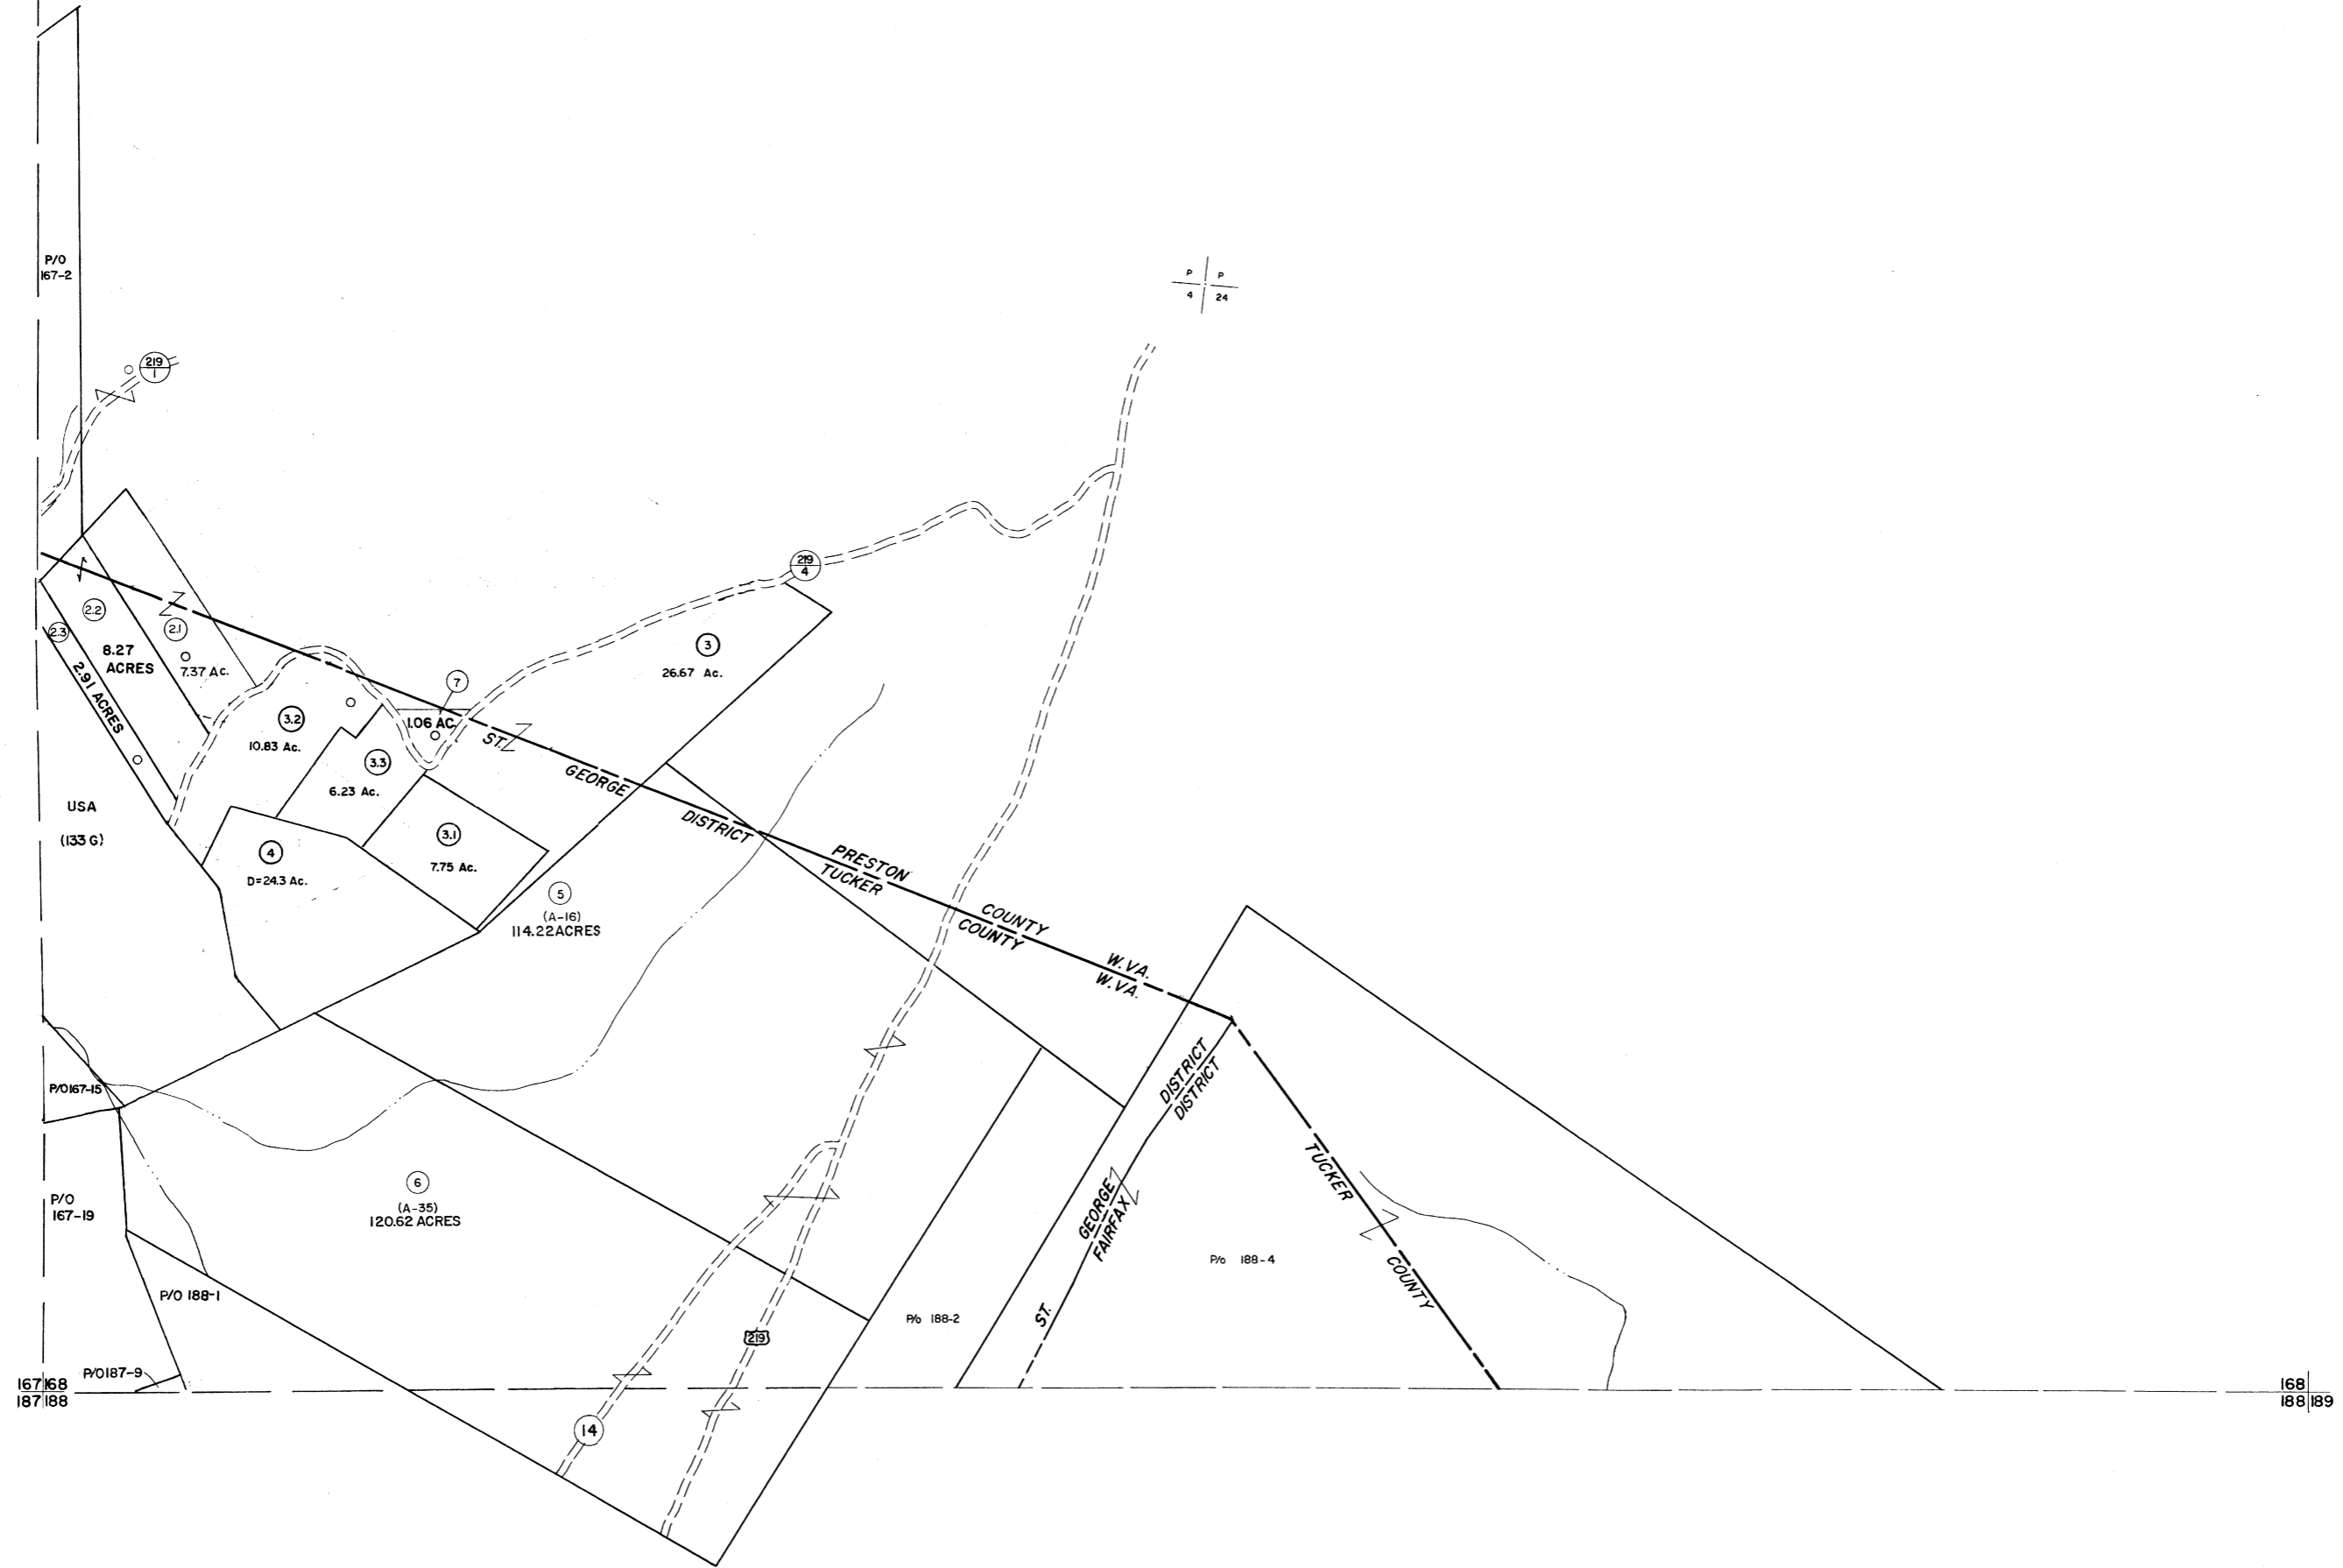 P/O
167-2
P P
4 24
219
1
219
4
2.2
2.3
8.27
ACRES
2.1
7.37 Ac.
2.91 ACRES
3
26.67 Ac.
7
1.06 AC.
3.2
10.83 Ac.
3.3
6.23 Ac.
3.1
7.75 Ac.
4
D=24.3 Ac.
USA
(133 G)
5
(A-16)
114.22 ACRES
ST. GEORGE DISTRICT
PRESTON COUNTY W.VA.
TUCKER COUNTY W.VA.
P/O 167-15
P/O
167-19
6
(A-35)
120.62 ACRES
ST. GEORGE DISTRICT
FAIRFAX DISTRICT
TUCKER COUNTY
P/o 188-4
P/o 188-2
P/O 188-1
P/O 187-9
219
14
167 168
187 188
168
188 189